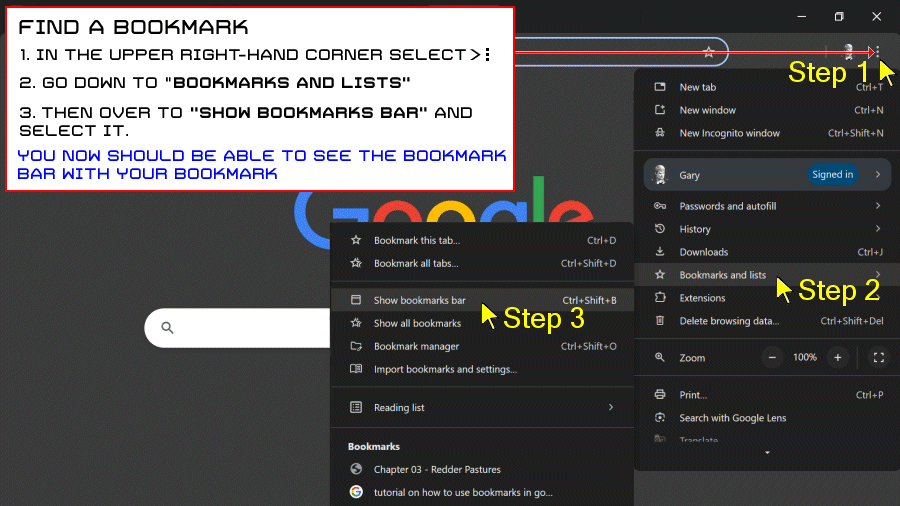 FIND A BOOKMARK
1. IN THE UPPER RIGHT-HAND CORNER SELECT >⋮
2. GO DOWN TO "BOOKMARKS AND LISTS"
3. THEN OVER TO "SHOW BOOKMARKS BAR" AND
SELECT IT.
YOU NOW SHOULD BE ABLE TO SEE THE BOOKMARK
BAR WITH YOUR BOOKMARK
Step 1
New tab Ctrl+T
New window Ctrl+N
New Incognito window Ctrl+Shift+N
Gary Signed in
Passwords and autofill
History
Downloads Ctrl+J
Bookmarks and lists
Step 2
Extensions
Delete browsing data... Ctrl+Shift+Del
Zoom − 100% +
Print... Ctrl+P
Search with Google Lens
Translate
Google
Bookmark this tab... Ctrl+D
Bookmark all tabs... Ctrl+Shift+D
Show bookmarks bar Ctrl+Shift+B
Step 3
Show all bookmarks
Bookmark manager Ctrl+Shift+O
Import bookmarks and settings...
Reading list
Bookmarks
Chapter 03 - Redder Pastures
tutorial on how to use bookmarks in go...